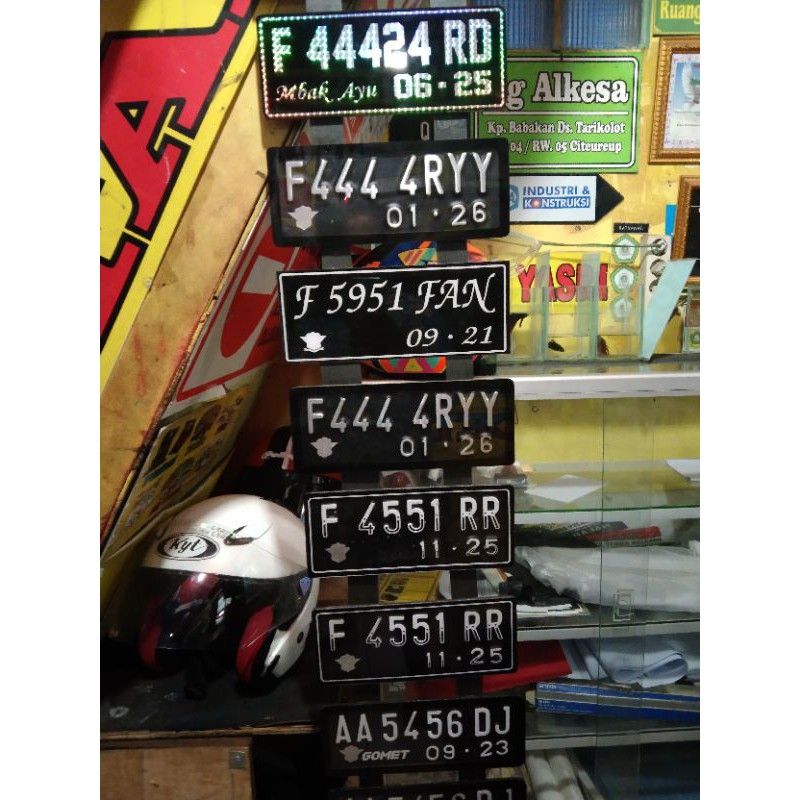 F 44424 RD
Mbak Ayu 06·25
F444 4RYY
01·26
F 5951 FAN
09·21
F444 4RYY
01·26
F 4551 RR
11·25
F 4551 RR
11·25
AA 5456 DJ
GOMET 09·23
Ruang
g Alkesa
Kp. Babakan Ds. Tarikolot
04 / RW. 05 Citeureup
INDUSTRI &
KONSTRUKSI
YASBI
Kyt